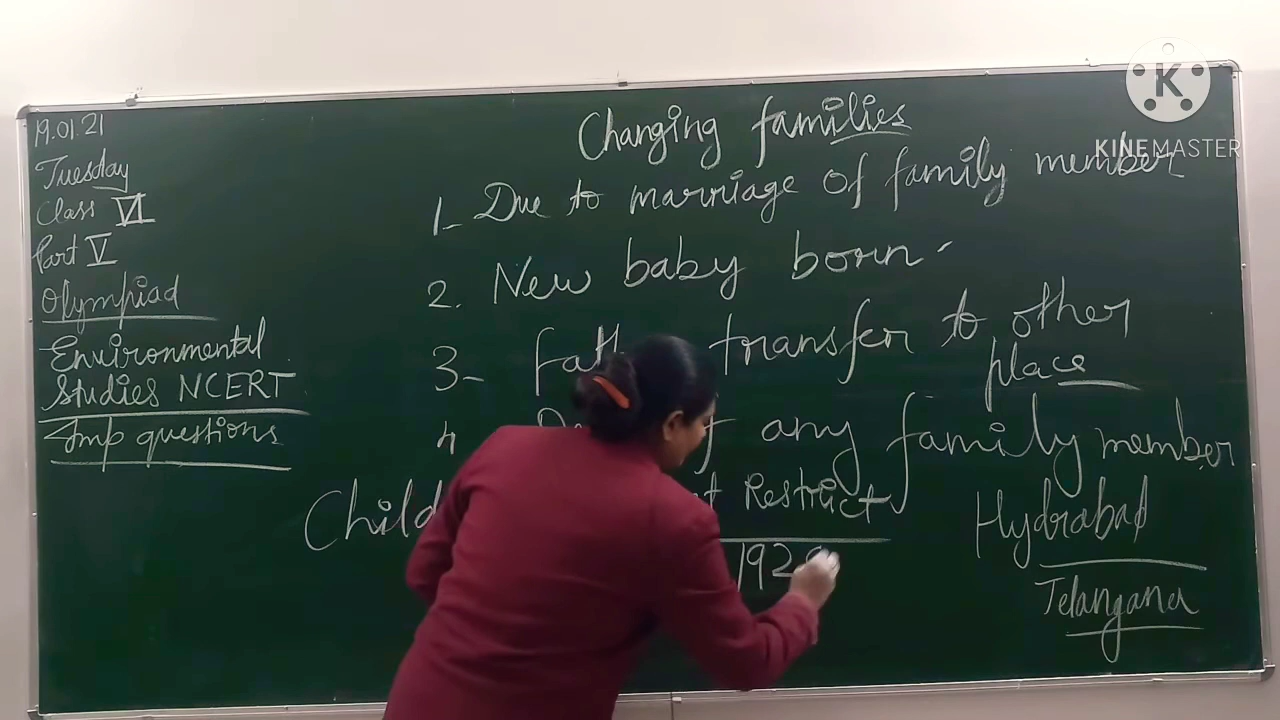 19.01.21
Tuesday
Class VI
Part V
Olympiad
Environmental
Studies NCERT
Imp questions
Changing families
1- Due to marriage of family member
2. New baby born -
3- transfer to other
place
4 any family member
Child Restrict
192
Hydrabad
Telangana
KINEMASTER
K